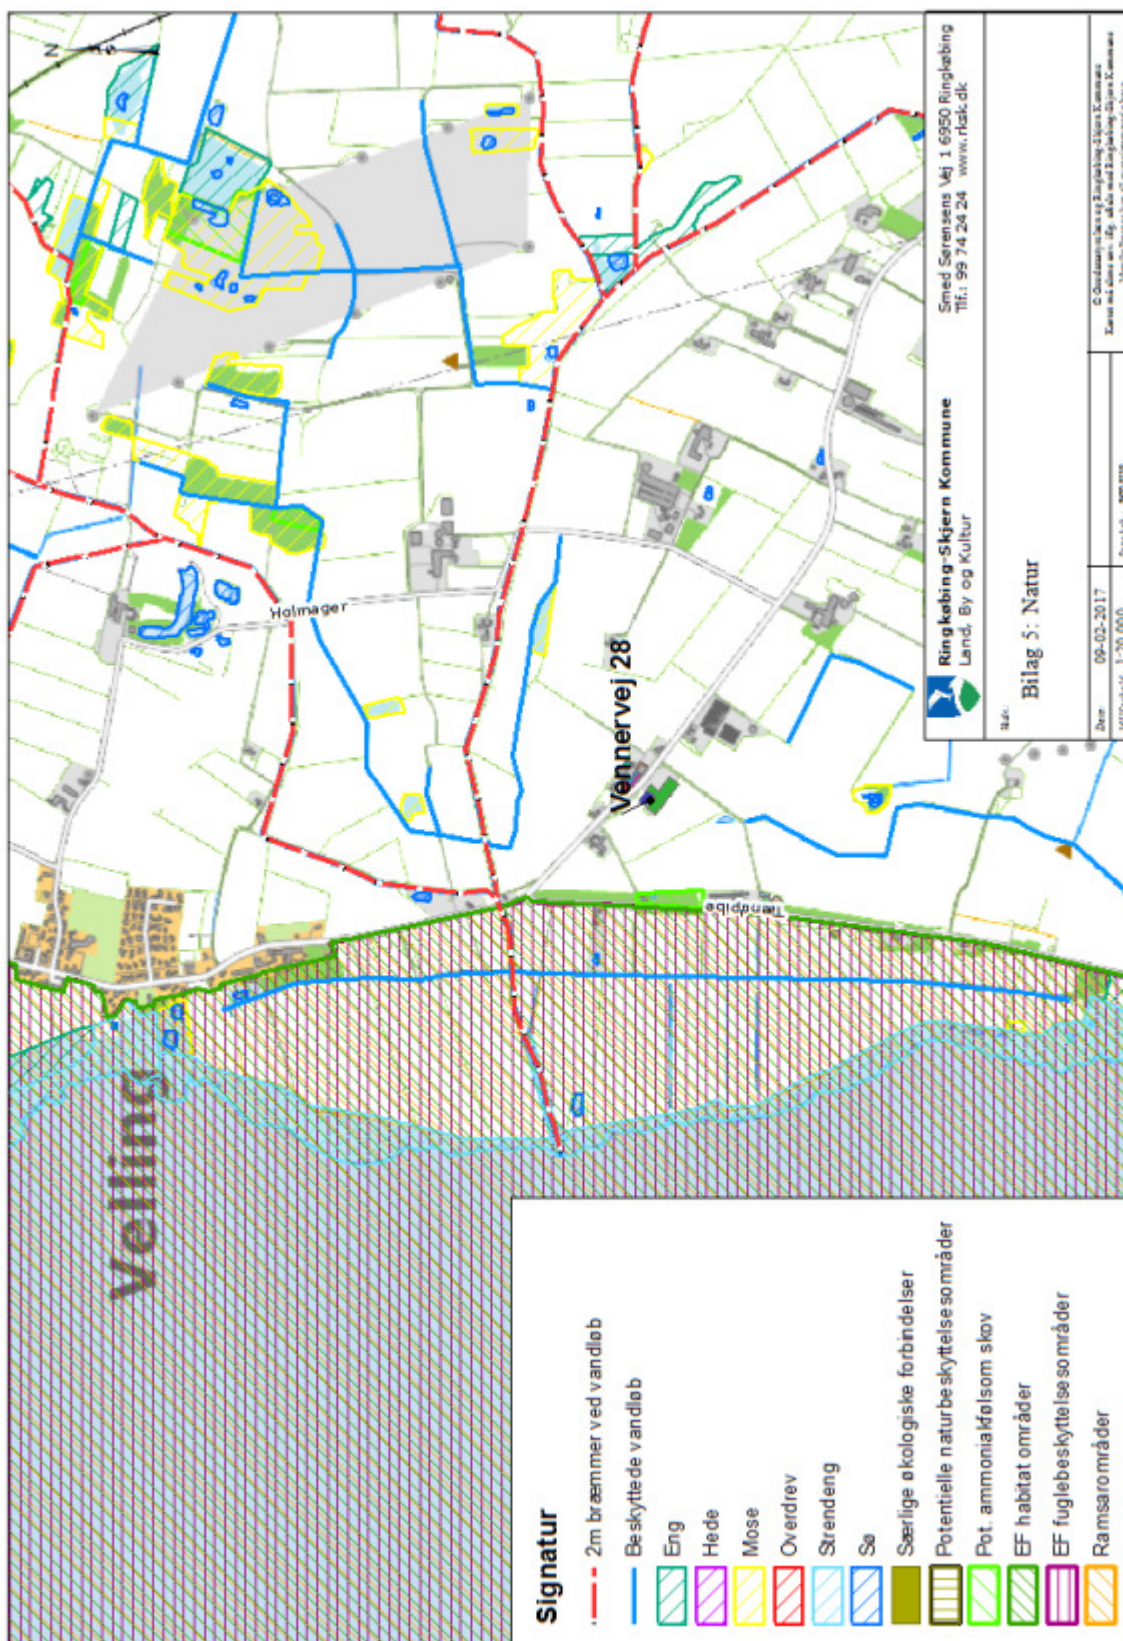 Velling
Holmager
Vennervej 28
N
Signatur
2m bræmmer ved vandløb
Beskyttede vandløb
Eng
Hede
Mose
Overdrev
Strendeng
Sø
Særlige økologiske forbindelser
Potentielle naturbeskyttelsesområder
Pot. ammoniakfølsom skov
EF habitat områder
EF fuglebeskyttelsesområder
Ramsarområder
Ringkøbing-Skjern Kommune
Land, By og Kultur
Smed Sørensens Vej 1 6950 Ringkøbing
Tlf.: 99 74 24 24 www.rksk.dk
Bilag 5: Natur
09-02-2017
1:20.000